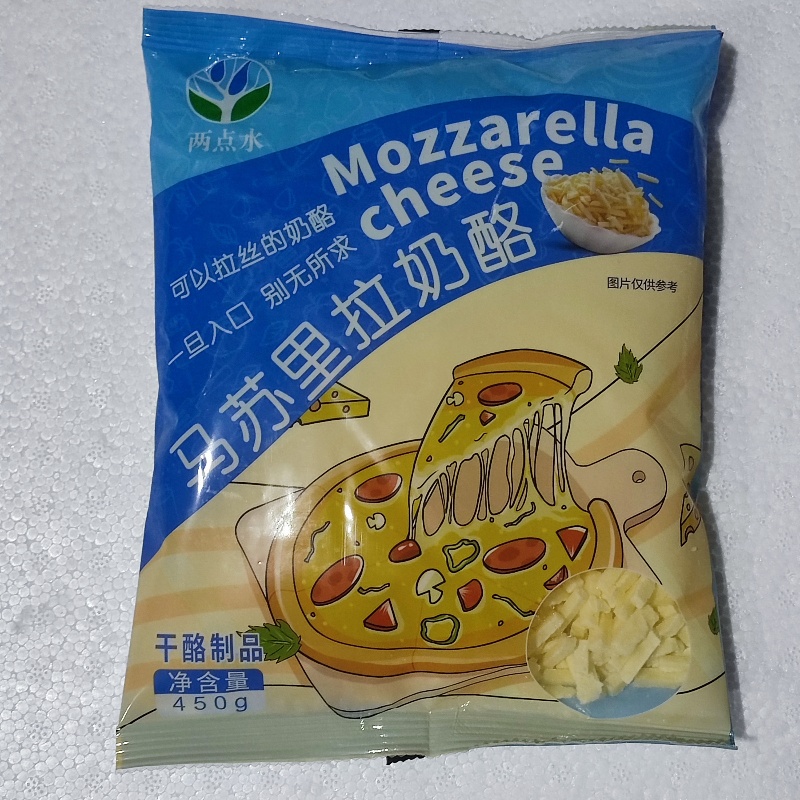 两点水
Mozzarella
cheese
可以拉丝的奶酪
一旦入口 别无所求
马苏里拉奶酪
图片仅供参考
干酪制品
净含量
450g